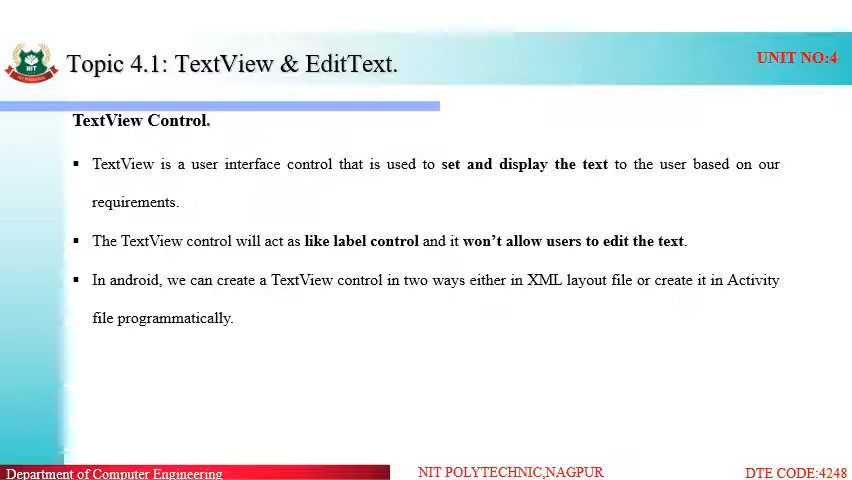 NIT
Topic 4.1: TextView & EditText.
UNIT NO:4
TextView Control.
▪ TextView is a user interface control that is used to set and display the text to the user based on our
requirements.
▪ The TextView control will act as like label control and it won't allow users to edit the text.
▪ In android, we can create a TextView control in two ways either in XML layout file or create it in Activity
file programmatically.
Department of Computer Engineering
NIT POLYTECHNIC,NAGPUR
DTE CODE:4248